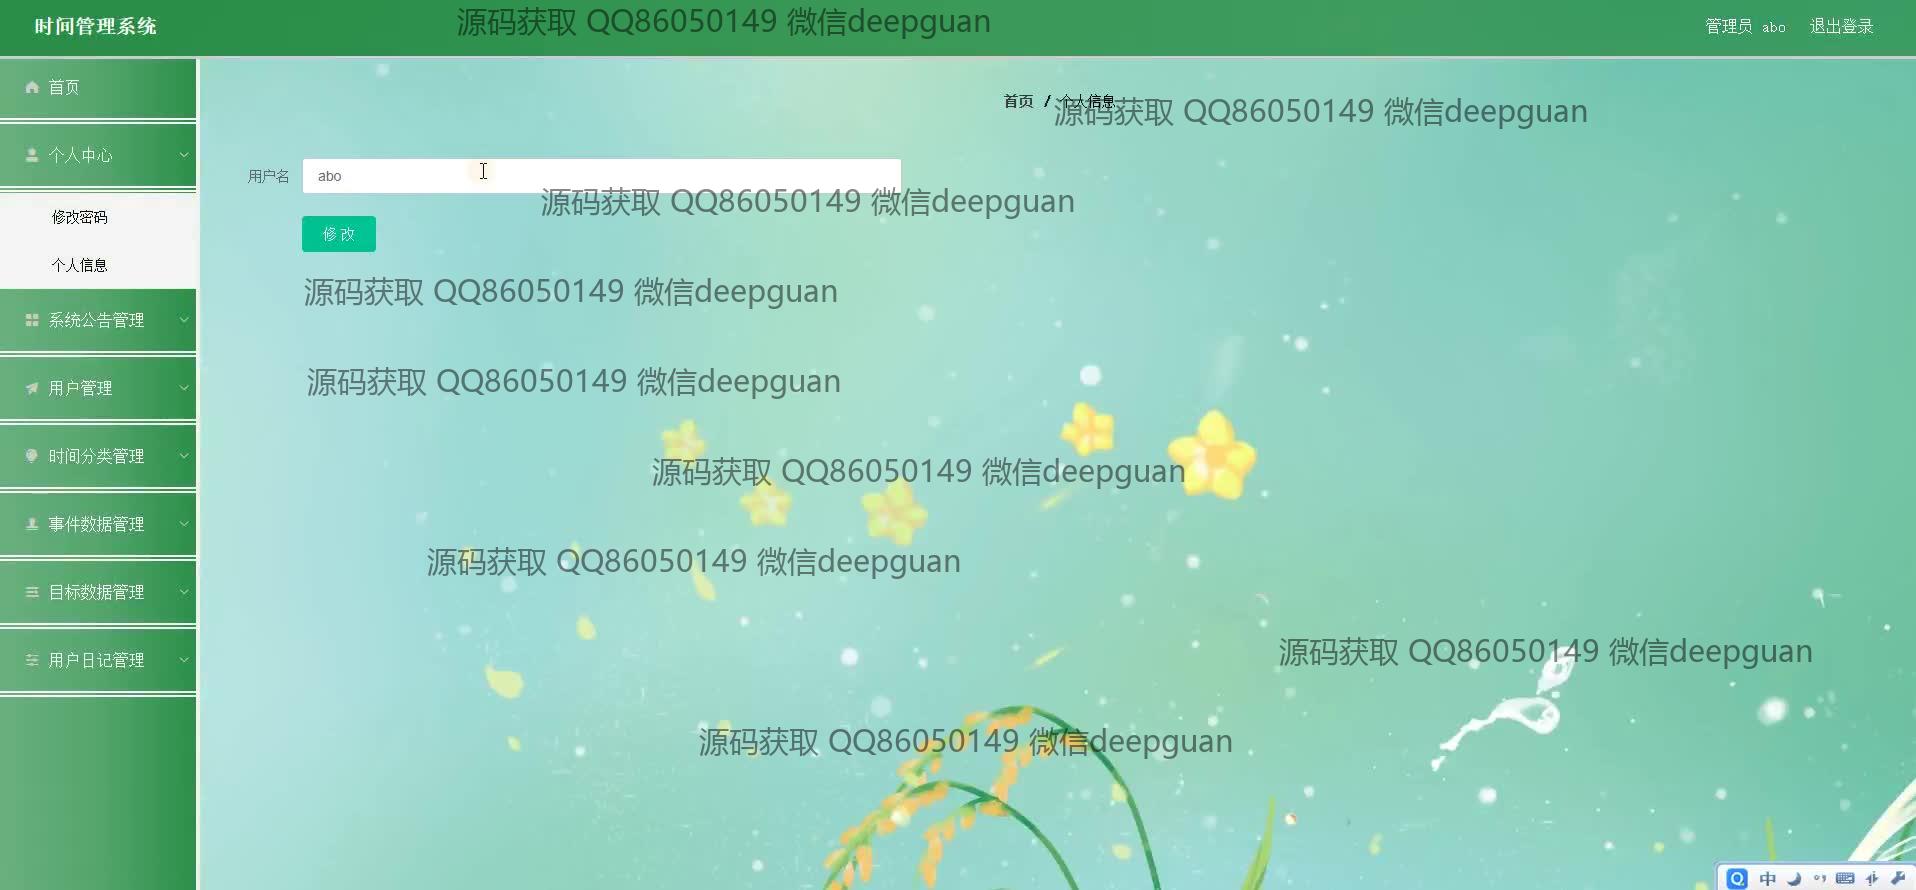 时间管理系统
源码获取 QQ86050149 微信deepguan
管理员 abo
退出登录
首页
首页 / 个人信息
源码获取 QQ86050149 微信deepguan
个人中心
用户名
abo
源码获取 QQ86050149 微信deepguan
修改密码
修改
个人信息
源码获取 QQ86050149 微信deepguan
系统公告管理
用户管理
源码获取 QQ86050149 微信deepguan
时间分类管理
源码获取 QQ86050149 微信deepguan
事件数据管理
源码获取 QQ86050149 微信deepguan
目标数据管理
用户日记管理
源码获取 QQ86050149 微信deepguan
源码获取 QQ86050149 微信deepguan
中